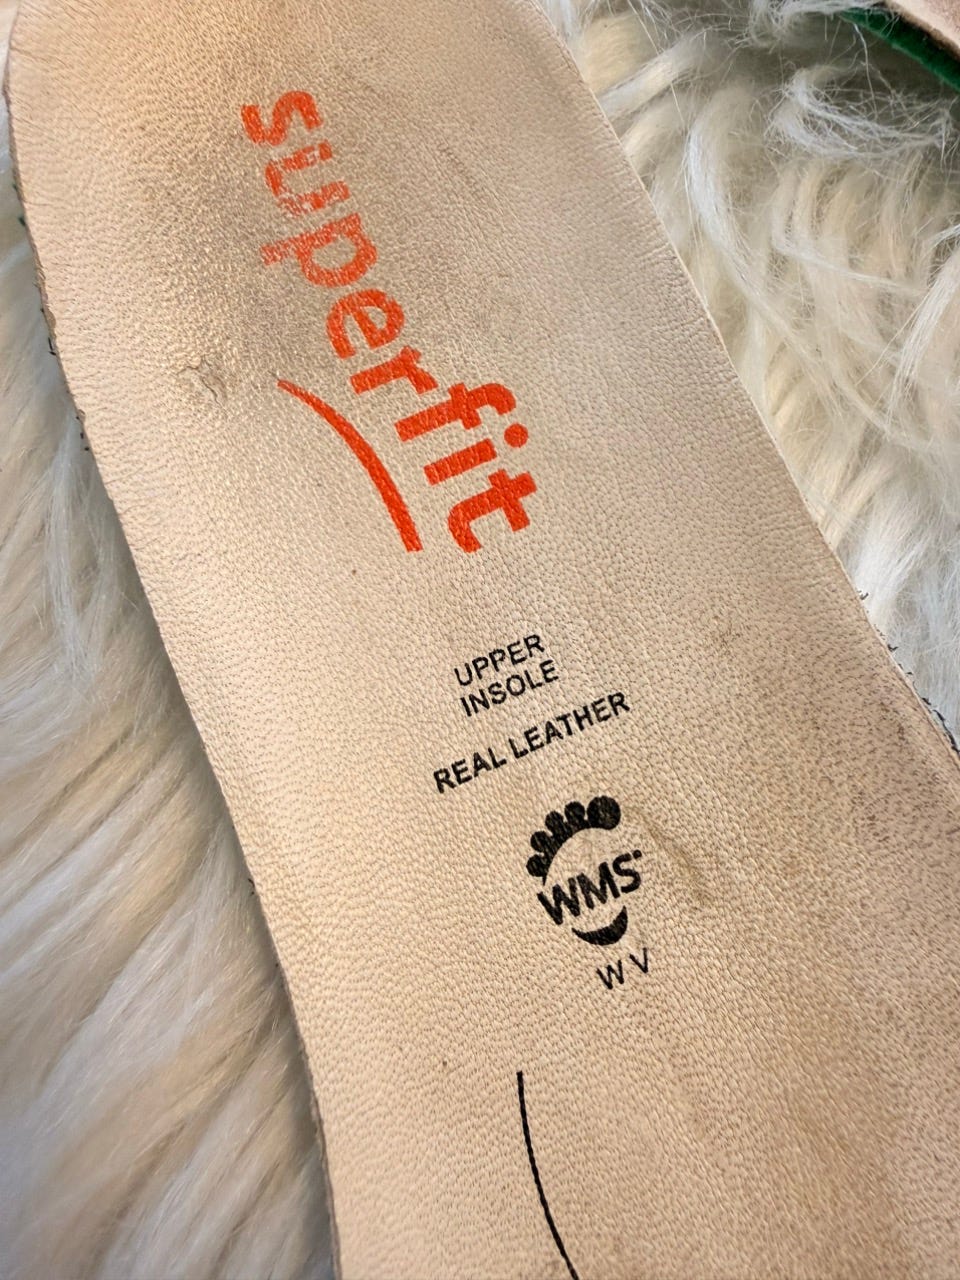 superfit
UPPER
INSOLE
REAL LEATHER
WMS
W V